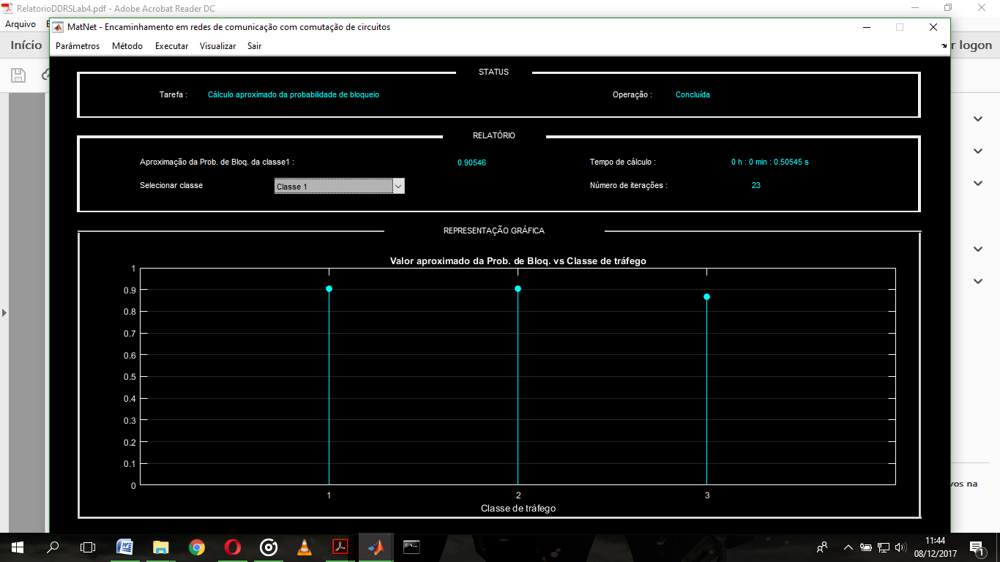 RelatorioDDRSLab4.pdf - Adobe Acrobat Reader DC
Arquivo
MatNet - Encaminhamento em redes de comunicação com comutação de circuitos
Início
Parâmetros Método Executar Visualizar Sair
r logon
STATUS
Tarefa : Cálculo aproximado da probabilidade de bloqueio Operação : Concluída
RELATÓRIO
Aproximação da Prob. de Bloq. da classe1 : 0.90546 Tempo de cálculo : 0 h : 0 min : 0.50545 s
Selecionar classe Classe 1 Número de iterações : 23
REPRESENTAÇÃO GRÁFICA
Valor aproximado da Prob. de Bloq. vs Classe de tráfego
1
0.9
0.8
0.7
0.6
0.5
0.4
0.3
0.2
0.1
0
1 2 3
Classe de tráfego
vos na
11:44
08/12/2017
1